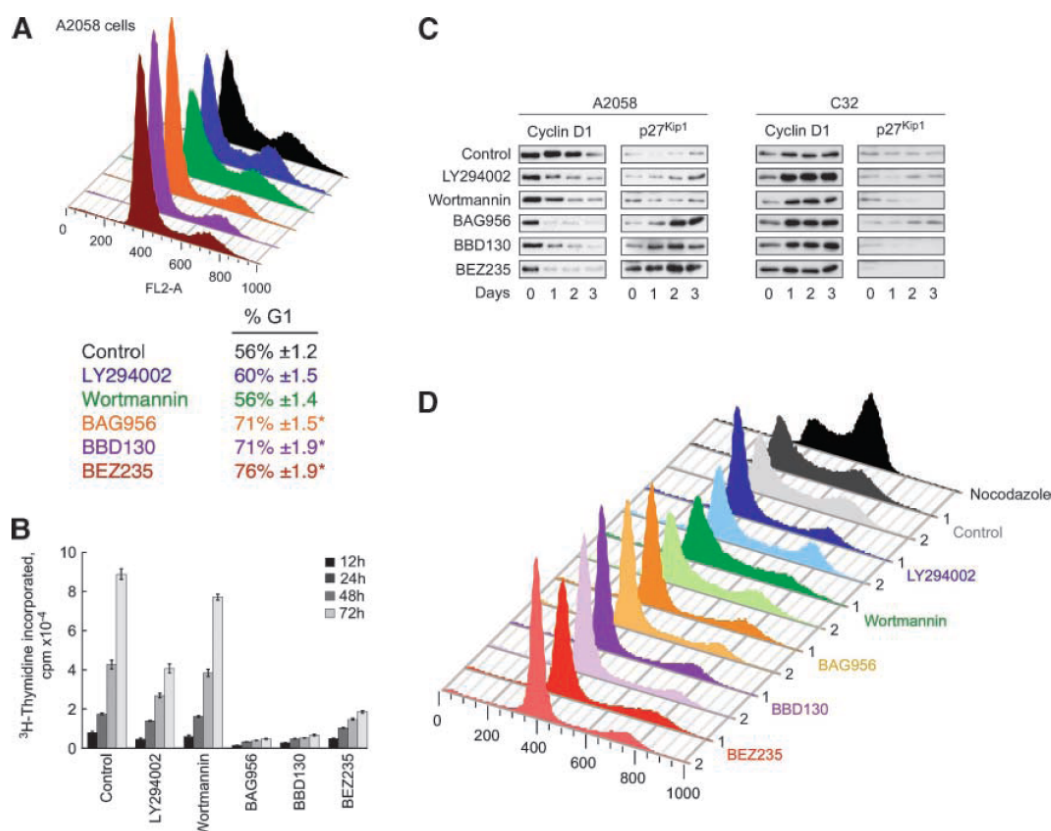 A
A2058 cells
0
200
400
600
800
1000
FL2-A
% G1
Control 56% ±1.2
LY294002 60% ±1.5
Wortmannin 56% ±1.4
BAG956 71% ±1.5*
BBD130 71% ±1.9*
BEZ235 76% ±1.9*
B
³H-Thymidine incorporated,
cpm x10⁻⁴
10
8
6
4
2
0
12h
24h
48h
72h
Control
LY294002
Wortmannin
BAG956
BBD130
BEZ235
C
A2058 C32
Cyclin D1 p27Kip1 Cyclin D1 p27Kip1
Control
LY294002
Wortmannin
BAG956
BBD130
BEZ235
Days 0 1 2 3 0 1 2 3 0 1 2 3 0 1 2 3
D
Nocodazole
1
Control
2
1
LY294002
2
1
Wortmannin
2
1
BAG956
2
1
BBD130
2
1
BEZ235
2
0
200
400
600
800
1000